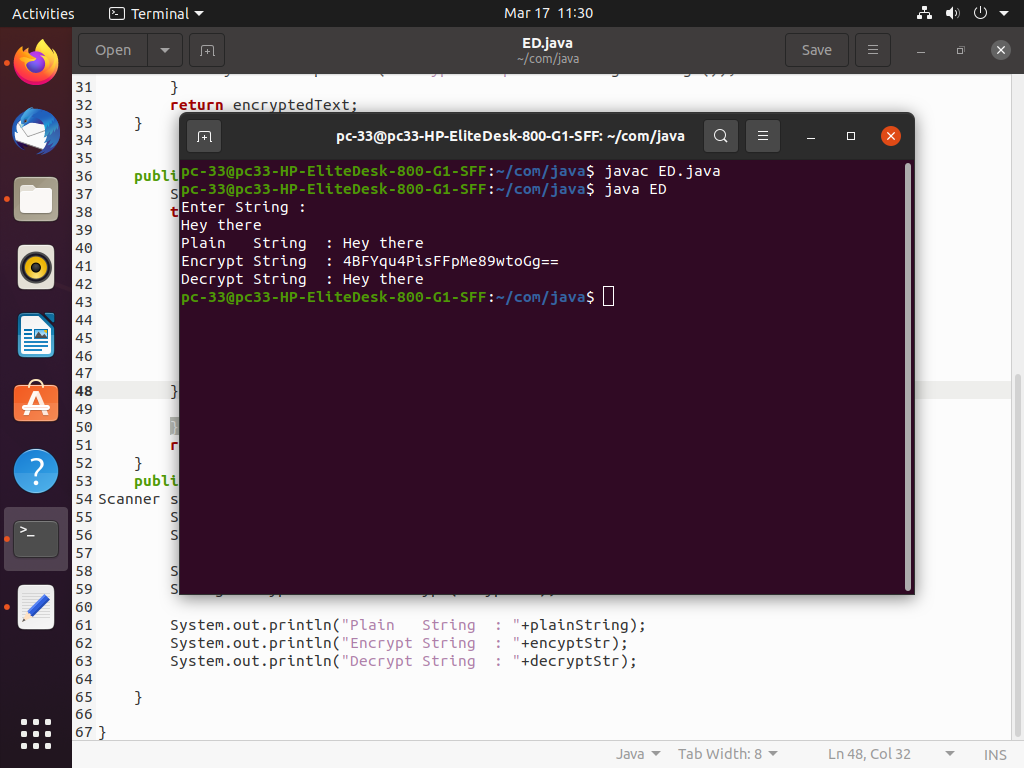 Activities
Terminal
Mar 17 11:30
Open
ED.java
~/com/java
Save
31 }
32 return encryptedText;
33 }
34
35
36 publi
37 S
38 t
39
40
41
42
43
44
45
46
47
48 }
49
50 }
51 r
52 }
53 publi
54 Scanner s
55 S
56 S
57
58 S
59 S
60
61 System.out.println("Plain   String  : "+plainString);
62 System.out.println("Encrypt String  : "+encyptStr);
63 System.out.println("Decrypt String  : "+decryptStr);
64
65 }
66
67 }
pc-33@pc33-HP-EliteDesk-800-G1-SFF: ~/com/java
pc-33@pc33-HP-EliteDesk-800-G1-SFF:~/com/java$ javac ED.java
pc-33@pc33-HP-EliteDesk-800-G1-SFF:~/com/java$ java ED
Enter String :
Hey there
Plain   String  : Hey there
Encrypt String  : 4BFYqu4PisFFpMe89wtoGg==
Decrypt String  : Hey there
pc-33@pc33-HP-EliteDesk-800-G1-SFF:~/com/java$
Java
Tab Width: 8
Ln 48, Col 32
INS